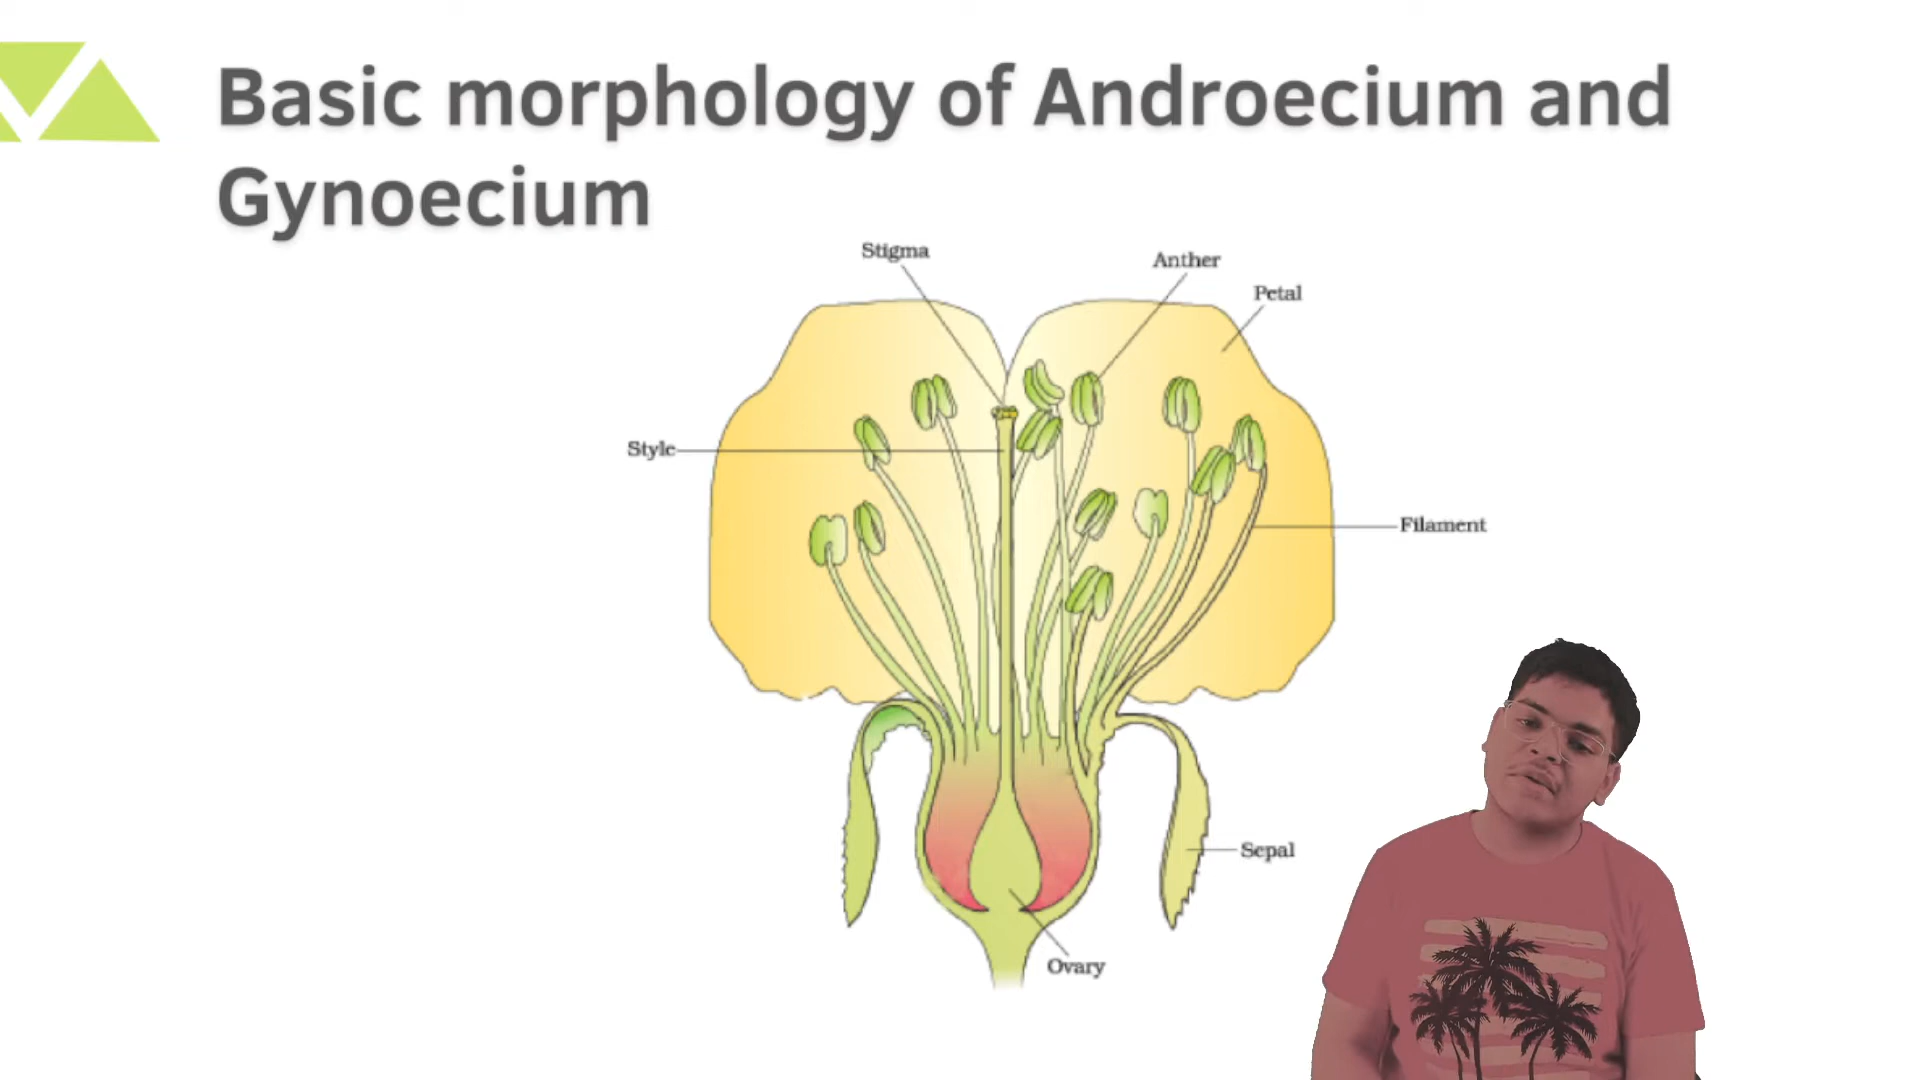 Basic morphology of Androecium and
Gynoecium
Stigma
Anther
Petal
Style
Filament
Sepal
Ovary